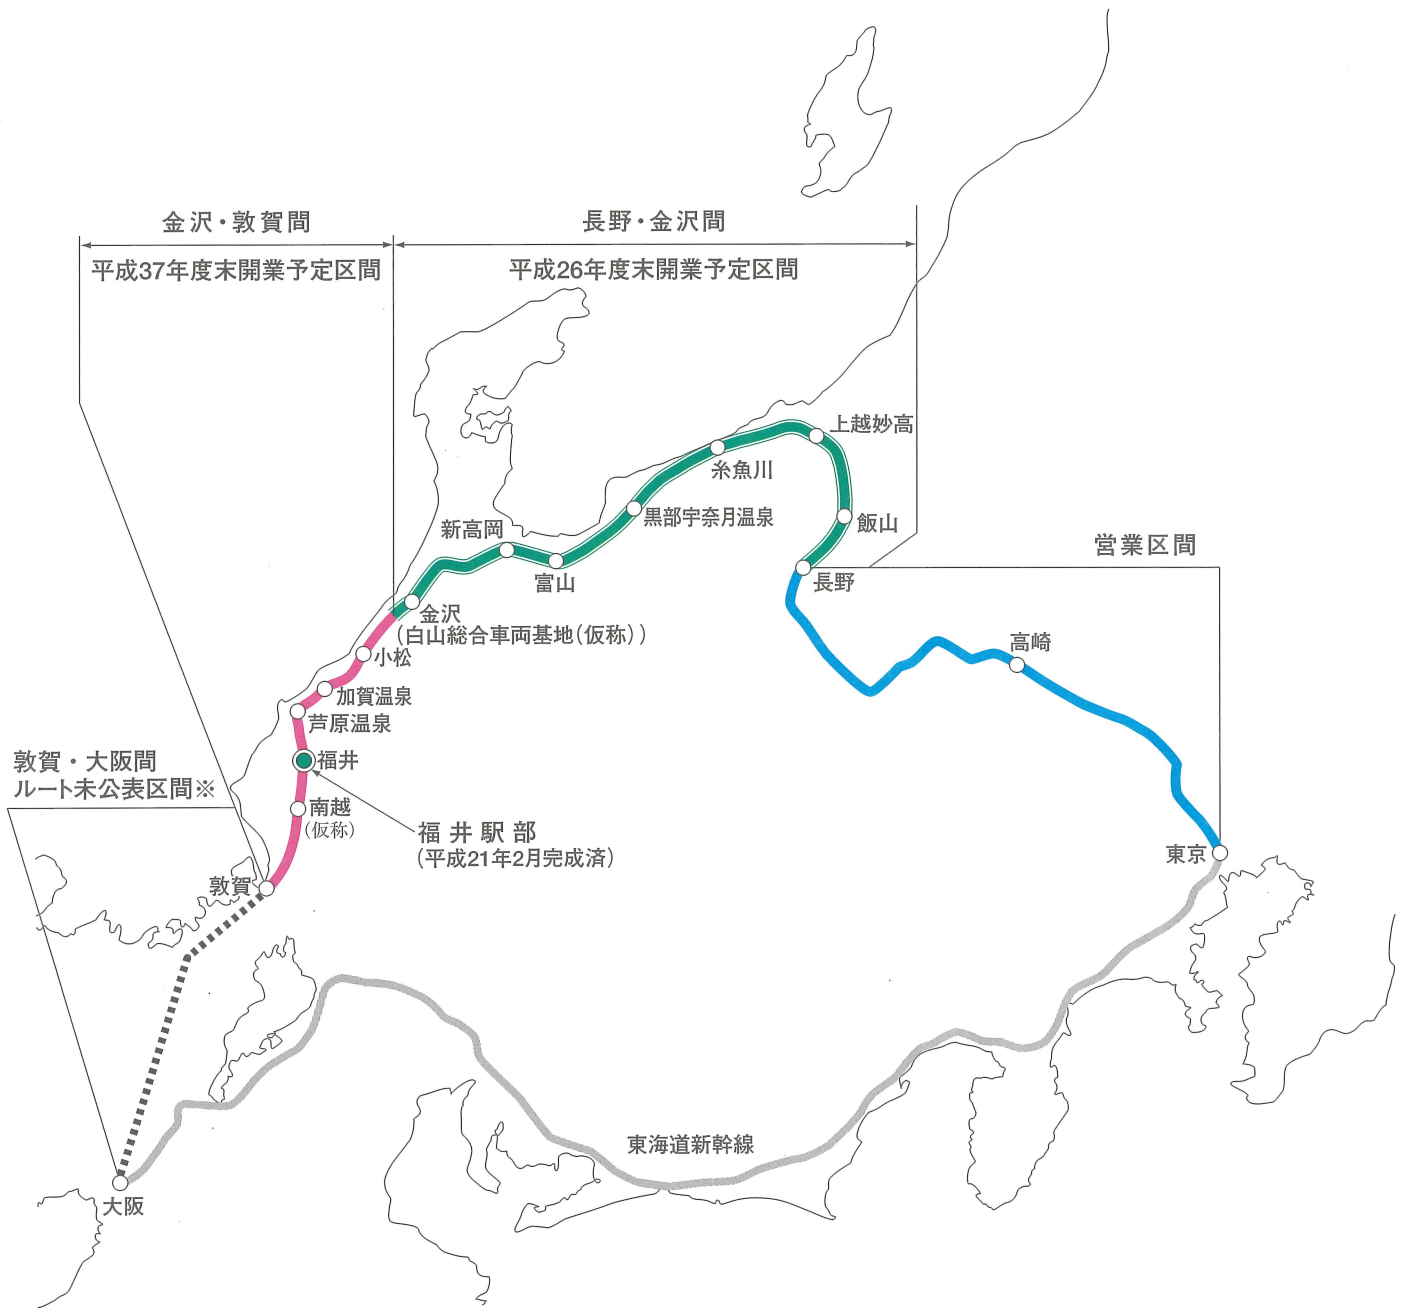 金沢・敦賀間
平成37年度末開業予定区間
長野・金沢間
平成26年度末開業予定区間
上越妙高
糸魚川
黒部宇奈月温泉
飯山
新高岡
富山
営業区間
長野
金沢
(白山総合車両基地(仮称))
小松
高崎
加賀温泉
芦原温泉
福井
敦賀・大阪間
ルート未公表区間※
南越
(仮称)
福井駅部
(平成21年2月完成済)
東京
敦賀
東海道新幹線
大阪